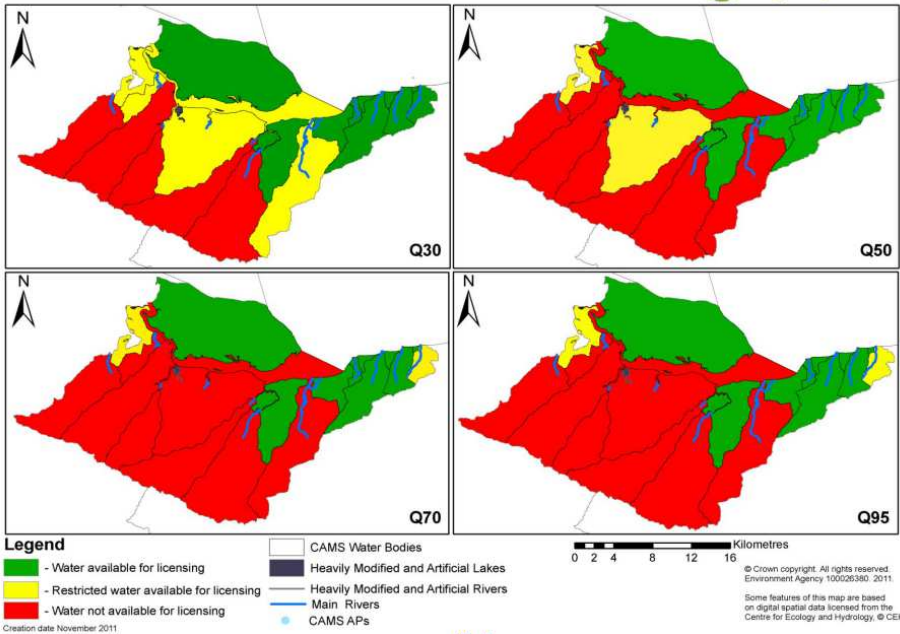 N
Q30
N
Q50
N
Q70
N
Q95
Legend
- Water available for licensing
- Restricted water available for licensing
- Water not available for licensing
Creation date November 2011
CAMS Water Bodies
Heavily Modified and Artificial Lakes
Heavily Modified and Artificial Rivers
Main Rivers
CAMS APs
0 2 4 8 12 16
Kilometres
© Crown copyright. All rights reserved.
Environment Agency 100026380. 2011.
Some features of this map are based
on digital spatial data licensed from the
Centre for Ecology and Hydrology, © CEH